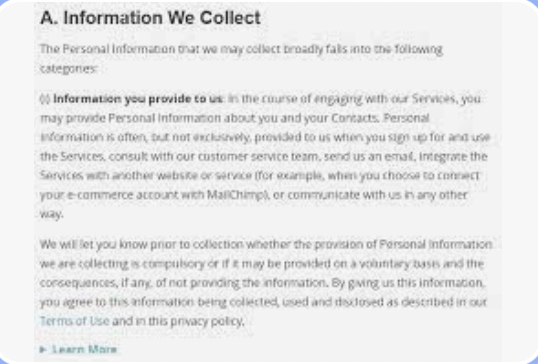 A. Information We Collect
The Personal Information that we may collect broadly falls into the following
categories:
(i) Information you provide to us: In the course of engaging with our Services, you
may provide Personal Information about you and your Contacts. Personal
Information is often, but not exclusively, provided to us when you sign up for and use
the Services, consult with our customer service team, send us an email, integrate the
Services with another website or service (for example, when you choose to connect
your e-commerce account with MailChimp), or communicate with us in any other
way.
We will let you know prior to collection whether the provision of Personal Information
we are collecting is compulsory or if it may be provided on a voluntary basis and the
consequences, if any, of not providing the information. By giving us this information,
you agree to this information being collected, used and disclosed as described in our
Terms of Use and in this privacy policy.
▶ Learn More